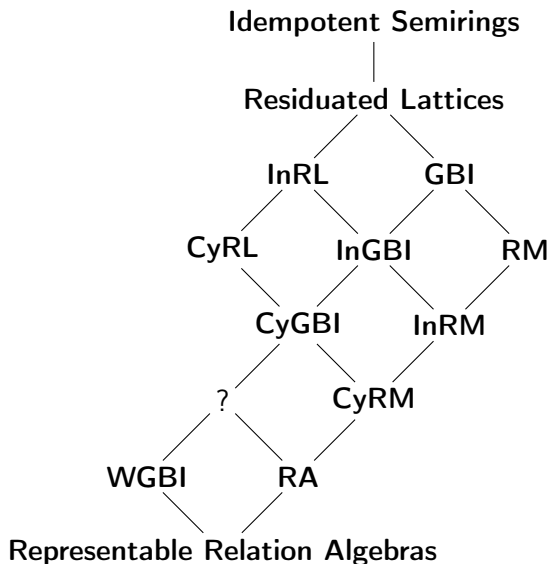 Idempotent Semirings
Residuated Lattices
InRL GBI
CyRL InGBI RM
CyGBI InRM
? CyRM
WGBI RA
Representable Relation Algebras